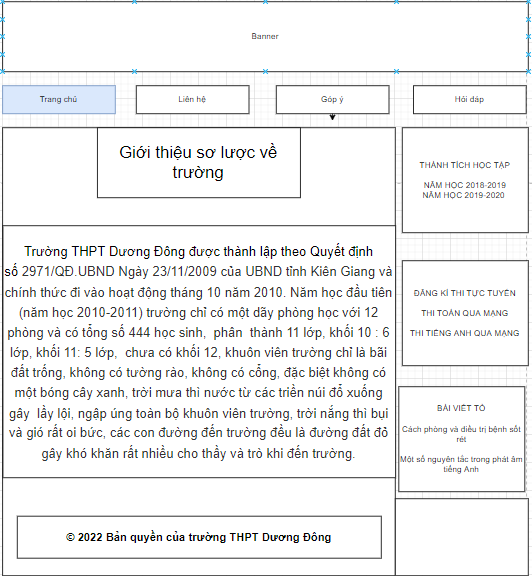 Banner
Trang chủ
Liên hệ
Góp ý
Hỏi đáp
Giới thiệu sơ lược về
trường
Trường THPT Dương Đông được thành lập theo Quyết định
số 2971/QĐ.UBND Ngày 23/11/2009 của UBND tỉnh Kiên Giang và
chính thức đi vào hoạt động tháng 10 năm 2010. Năm học đầu tiên
(năm học 2010-2011) trường chỉ có một dãy phòng học với 12
phòng và có tổng số 444 học sinh, phân thành 11 lớp, khối 10 : 6
lớp, khối 11: 5 lớp, chưa có khối 12, khuôn viên trường chỉ là bãi
đất trống, không có tường rào, không có cổng, đặc biệt không có
một bóng cây xanh, trời mưa thì nước từ các triền núi đổ xuống
gây lầy lội, ngập úng toàn bộ khuôn viên trường, trời nắng thì bụi
và gió rất oi bức, các con đường đến trường đều là đường đất đỏ
gây khó khăn rất nhiều cho thầy và trò khi đến trường.
© 2022 Bản quyền của trường THPT Dương Đông
THÀNH TÍCH HỌC TẬP
NĂM HỌC 2018-2019
NĂM HỌC 2019-2020
ĐĂNG KÍ THI TRỰC TUYẾN
THI TOÁN QUA MẠNG
THI TIẾNG ANH QUA MẠNG
BÀI VIẾT TỐ
Cách phòng và điều trị bệnh sốt
rét
Một số nguyên tắc trong phát âm
tiếng Anh